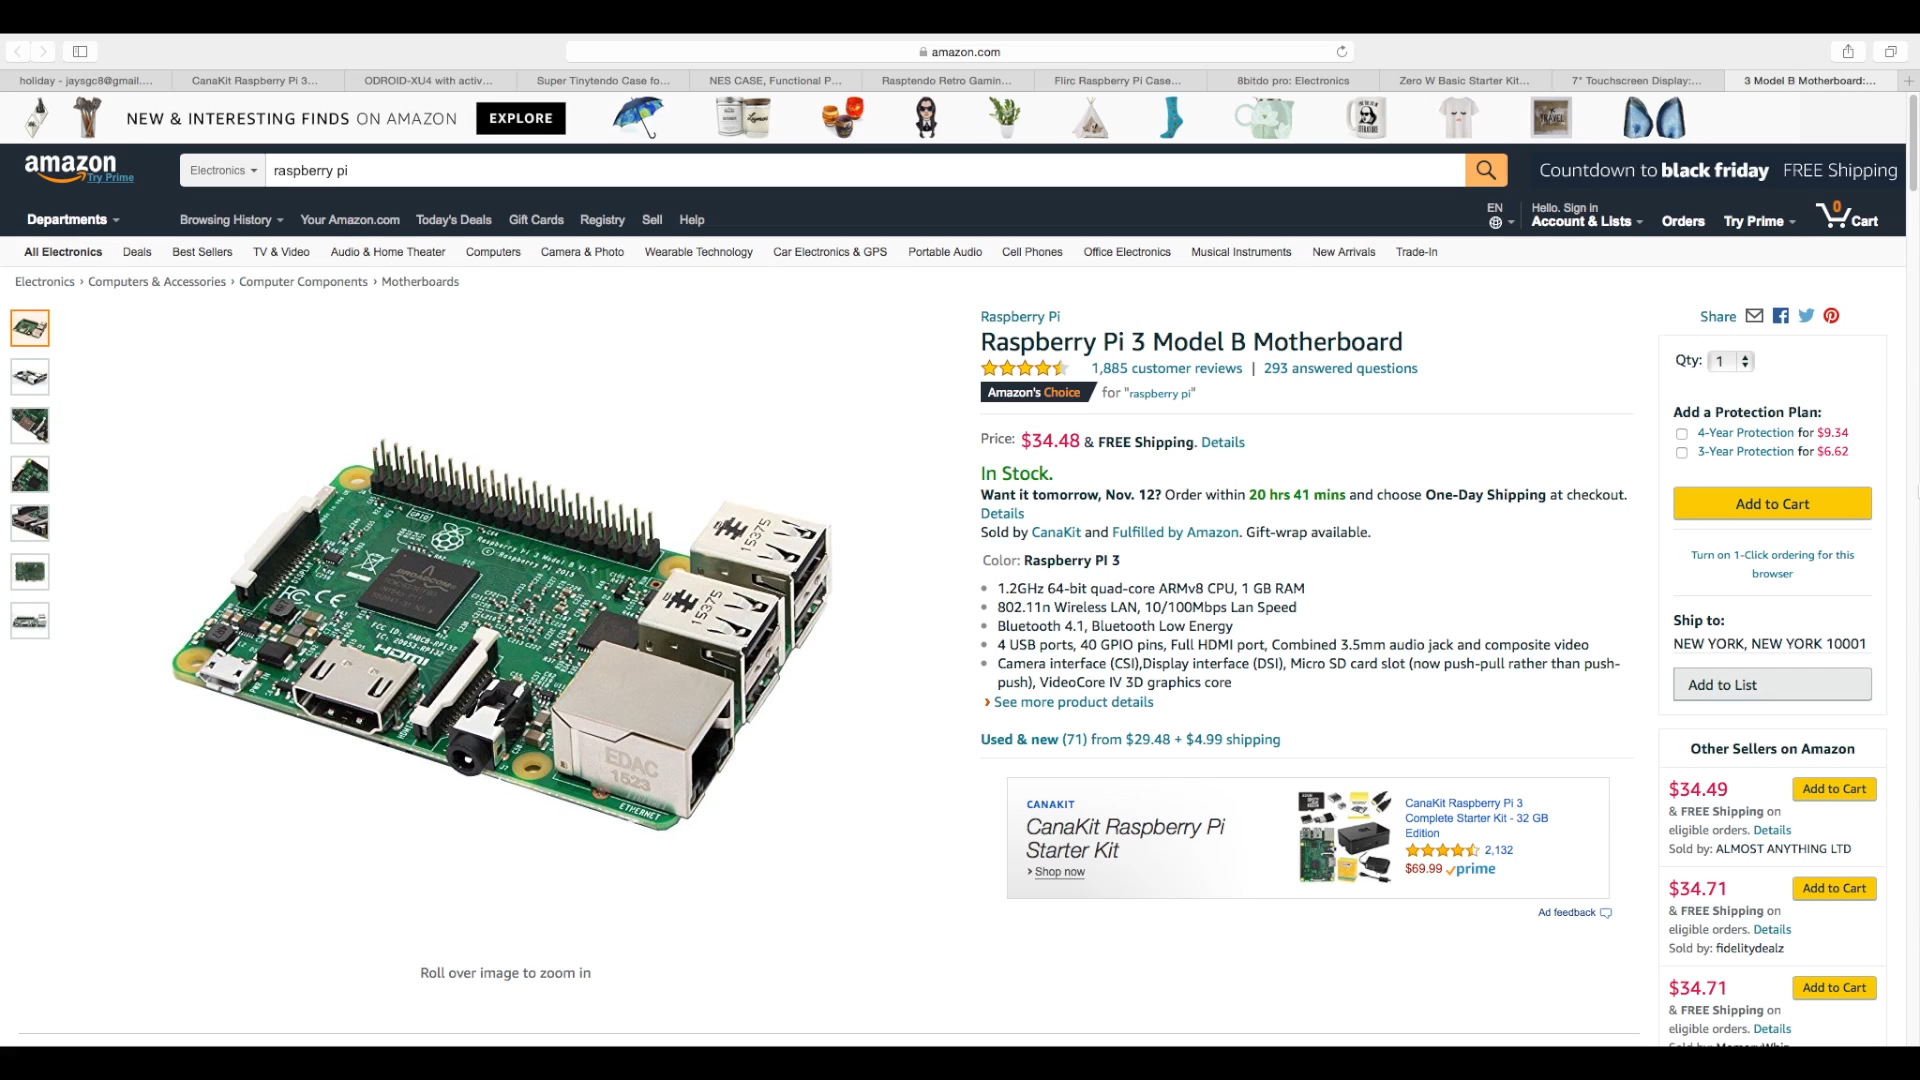 amazon.com
holiday - jaysgc8@gmail....
CanaKit Raspberry Pi 3...
ODROID-XU4 with activ...
Super Tinytendo Case fo...
NES CASE, Functional P...
Rasptendo Retro Gamin...
Flirc Raspberry Pi Case...
8bitdo pro: Electronics
Zero W Basic Starter Kit...
7" Touchscreen Display:...
3 Model B Motherboard:...
NEW & INTERESTING FINDS ON AMAZON
EXPLORE
TRAVEL
amazon
Try Prime
Electronics
raspberry pi
Countdown to black friday FREE Shipping
Departments
Browsing History
Your Amazon.com
Today's Deals
Gift Cards
Registry
Sell
Help
EN
Hello. Sign in
Account & Lists
Orders
Try Prime
0
Cart
All Electronics
Deals
Best Sellers
TV & Video
Audio & Home Theater
Computers
Camera & Photo
Wearable Technology
Car Electronics & GPS
Portable Audio
Cell Phones
Office Electronics
Musical Instruments
New Arrivals
Trade-In
Electronics › Computers & Accessories › Computer Components › Motherboards
GPIO
Raspberry Pi 3 Model B V1.2
© Raspberry Pi 2015
BROADCOM
15375
15375
HDMI
EDAC
1523
ETHERNET
Roll over image to zoom in
Raspberry Pi
Raspberry Pi 3 Model B Motherboard
1,885 customer reviews | 293 answered questions
Amazon's Choice for "raspberry pi"
Price: $34.48 & FREE Shipping. Details
In Stock.
Want it tomorrow, Nov. 12? Order within 20 hrs 41 mins and choose One-Day Shipping at checkout.
Details
Sold by CanaKit and Fulfilled by Amazon. Gift-wrap available.
Color: Raspberry PI 3
1.2GHz 64-bit quad-core ARMv8 CPU, 1 GB RAM
802.11n Wireless LAN, 10/100Mbps Lan Speed
Bluetooth 4.1, Bluetooth Low Energy
4 USB ports, 40 GPIO pins, Full HDMI port, Combined 3.5mm audio jack and composite video
Camera interface (CSI),Display interface (DSI), Micro SD card slot (now push-pull rather than push-
push), VideoCore IV 3D graphics core
› See more product details
Used & new (71) from $29.48 + $4.99 shipping
CANAKIT
CanaKit Raspberry Pi
Starter Kit
› Shop now
CanaKit Raspberry Pi 3
Complete Starter Kit - 32 GB
Edition
2,132
$69.99 prime
Ad feedback
Share
Qty: 1
Add a Protection Plan:
4-Year Protection for $9.34
3-Year Protection for $6.62
Add to Cart
Turn on 1-Click ordering for this
browser
Ship to:
NEW YORK, NEW YORK 10001
Add to List
Other Sellers on Amazon
$34.49
Add to Cart
& FREE Shipping on
eligible orders. Details
Sold by: ALMOST ANYTHING LTD
$34.71
Add to Cart
& FREE Shipping on
eligible orders. Details
Sold by: fidelitydealz
$34.71
Add to Cart
& FREE Shipping on
eligible orders. Details